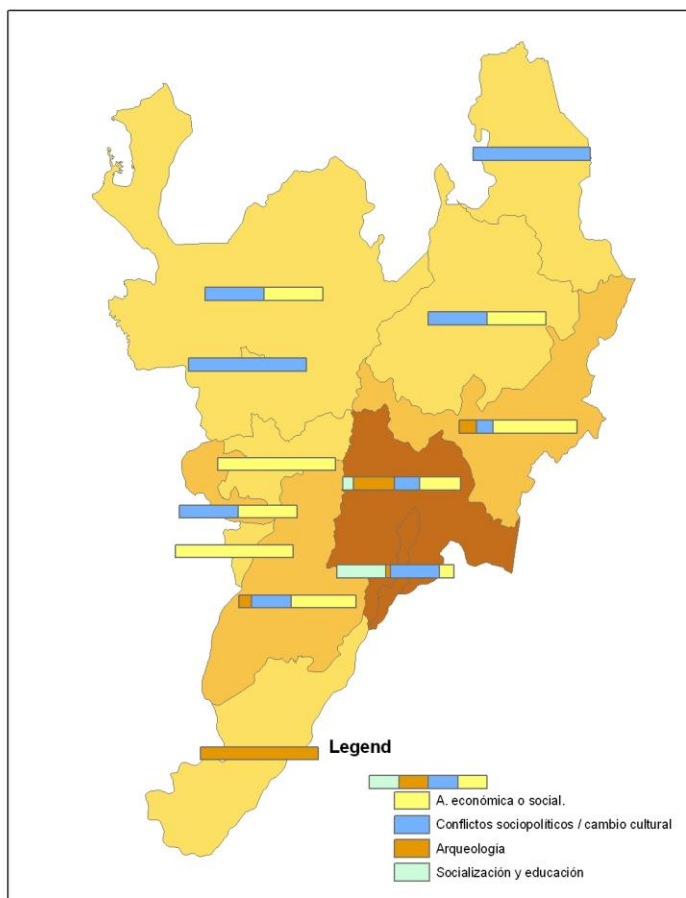 Legend
A. económica o social.
Conflictos sociopolíticos / cambio cultural
Arqueología
Socialización y educación